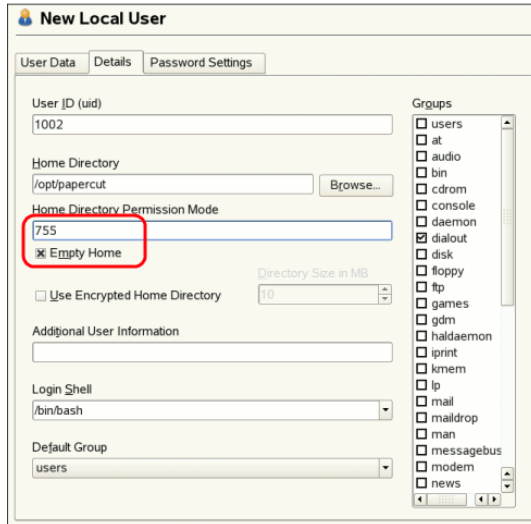 New Local User
User Data
Details
Password Settings
User ID (uid)
1002
Home Directory
/opt/papercut
Browse...
Home Directory Permission Mode
755
Empty Home
Directory Size in MB
Use Encrypted Home Directory
10
Additional User Information
Login Shell
/bin/bash
Default Group
users
Groups
users
at
audio
bin
cdrom
console
daemon
dialout
disk
floppy
ftp
games
gdm
haldaemon
iprint
kmem
lp
mail
maildrop
man
messagebus
modem
news